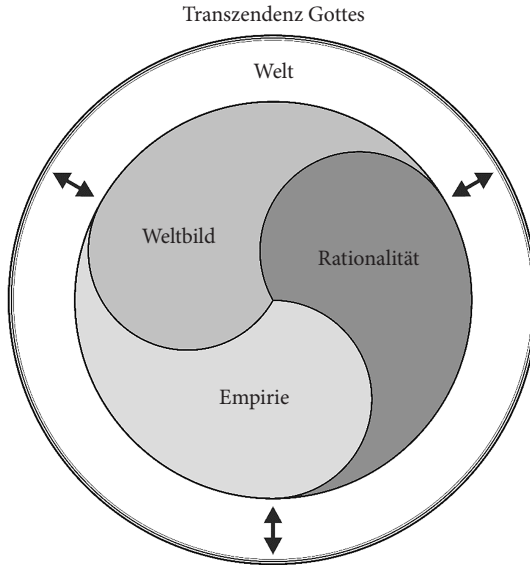 Transzendenz Gottes
Welt
Weltbild
Rationalität
Empirie